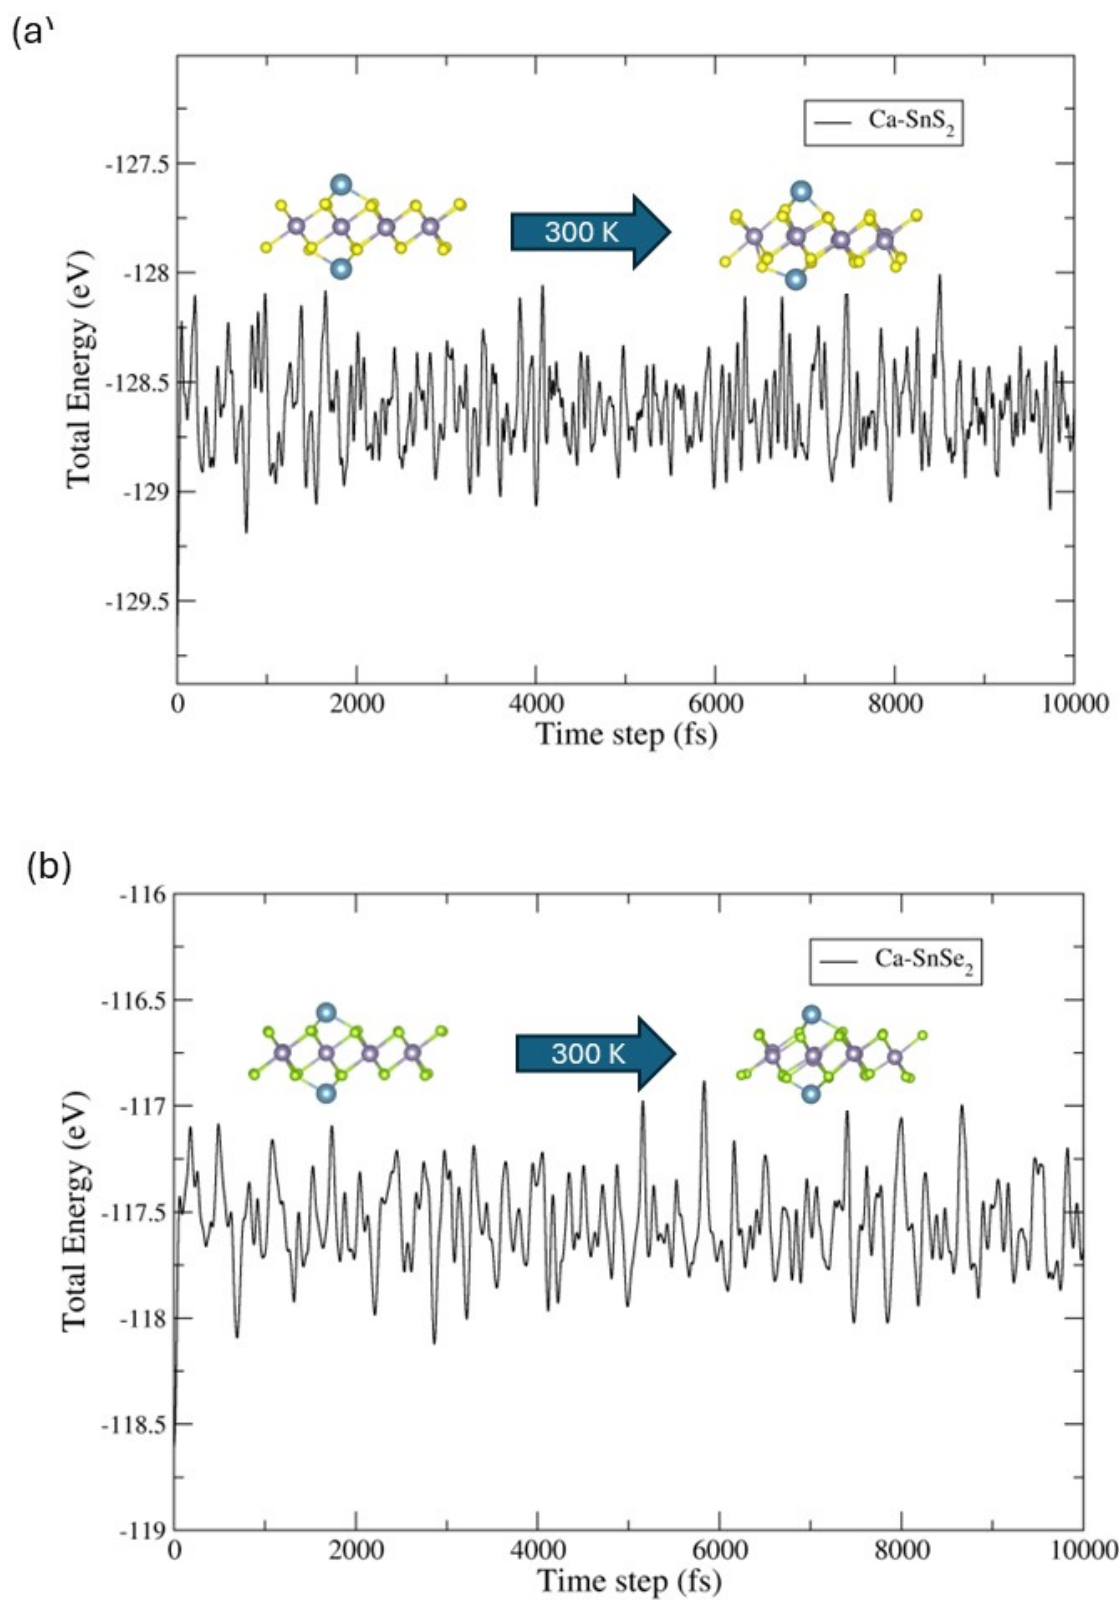 (a)
Ca-SnS2
-127.5
300 K
-128
-128.5
-129
-129.5
Total Energy (eV)
0 2000 4000 6000 8000 10000
Time step (fs)
(b)
-116
Ca-SnSe2
-116.5
300 K
-117
-117.5
-118
-118.5
-119
Total Energy (eV)
0 2000 4000 6000 8000 10000
Time step (fs)